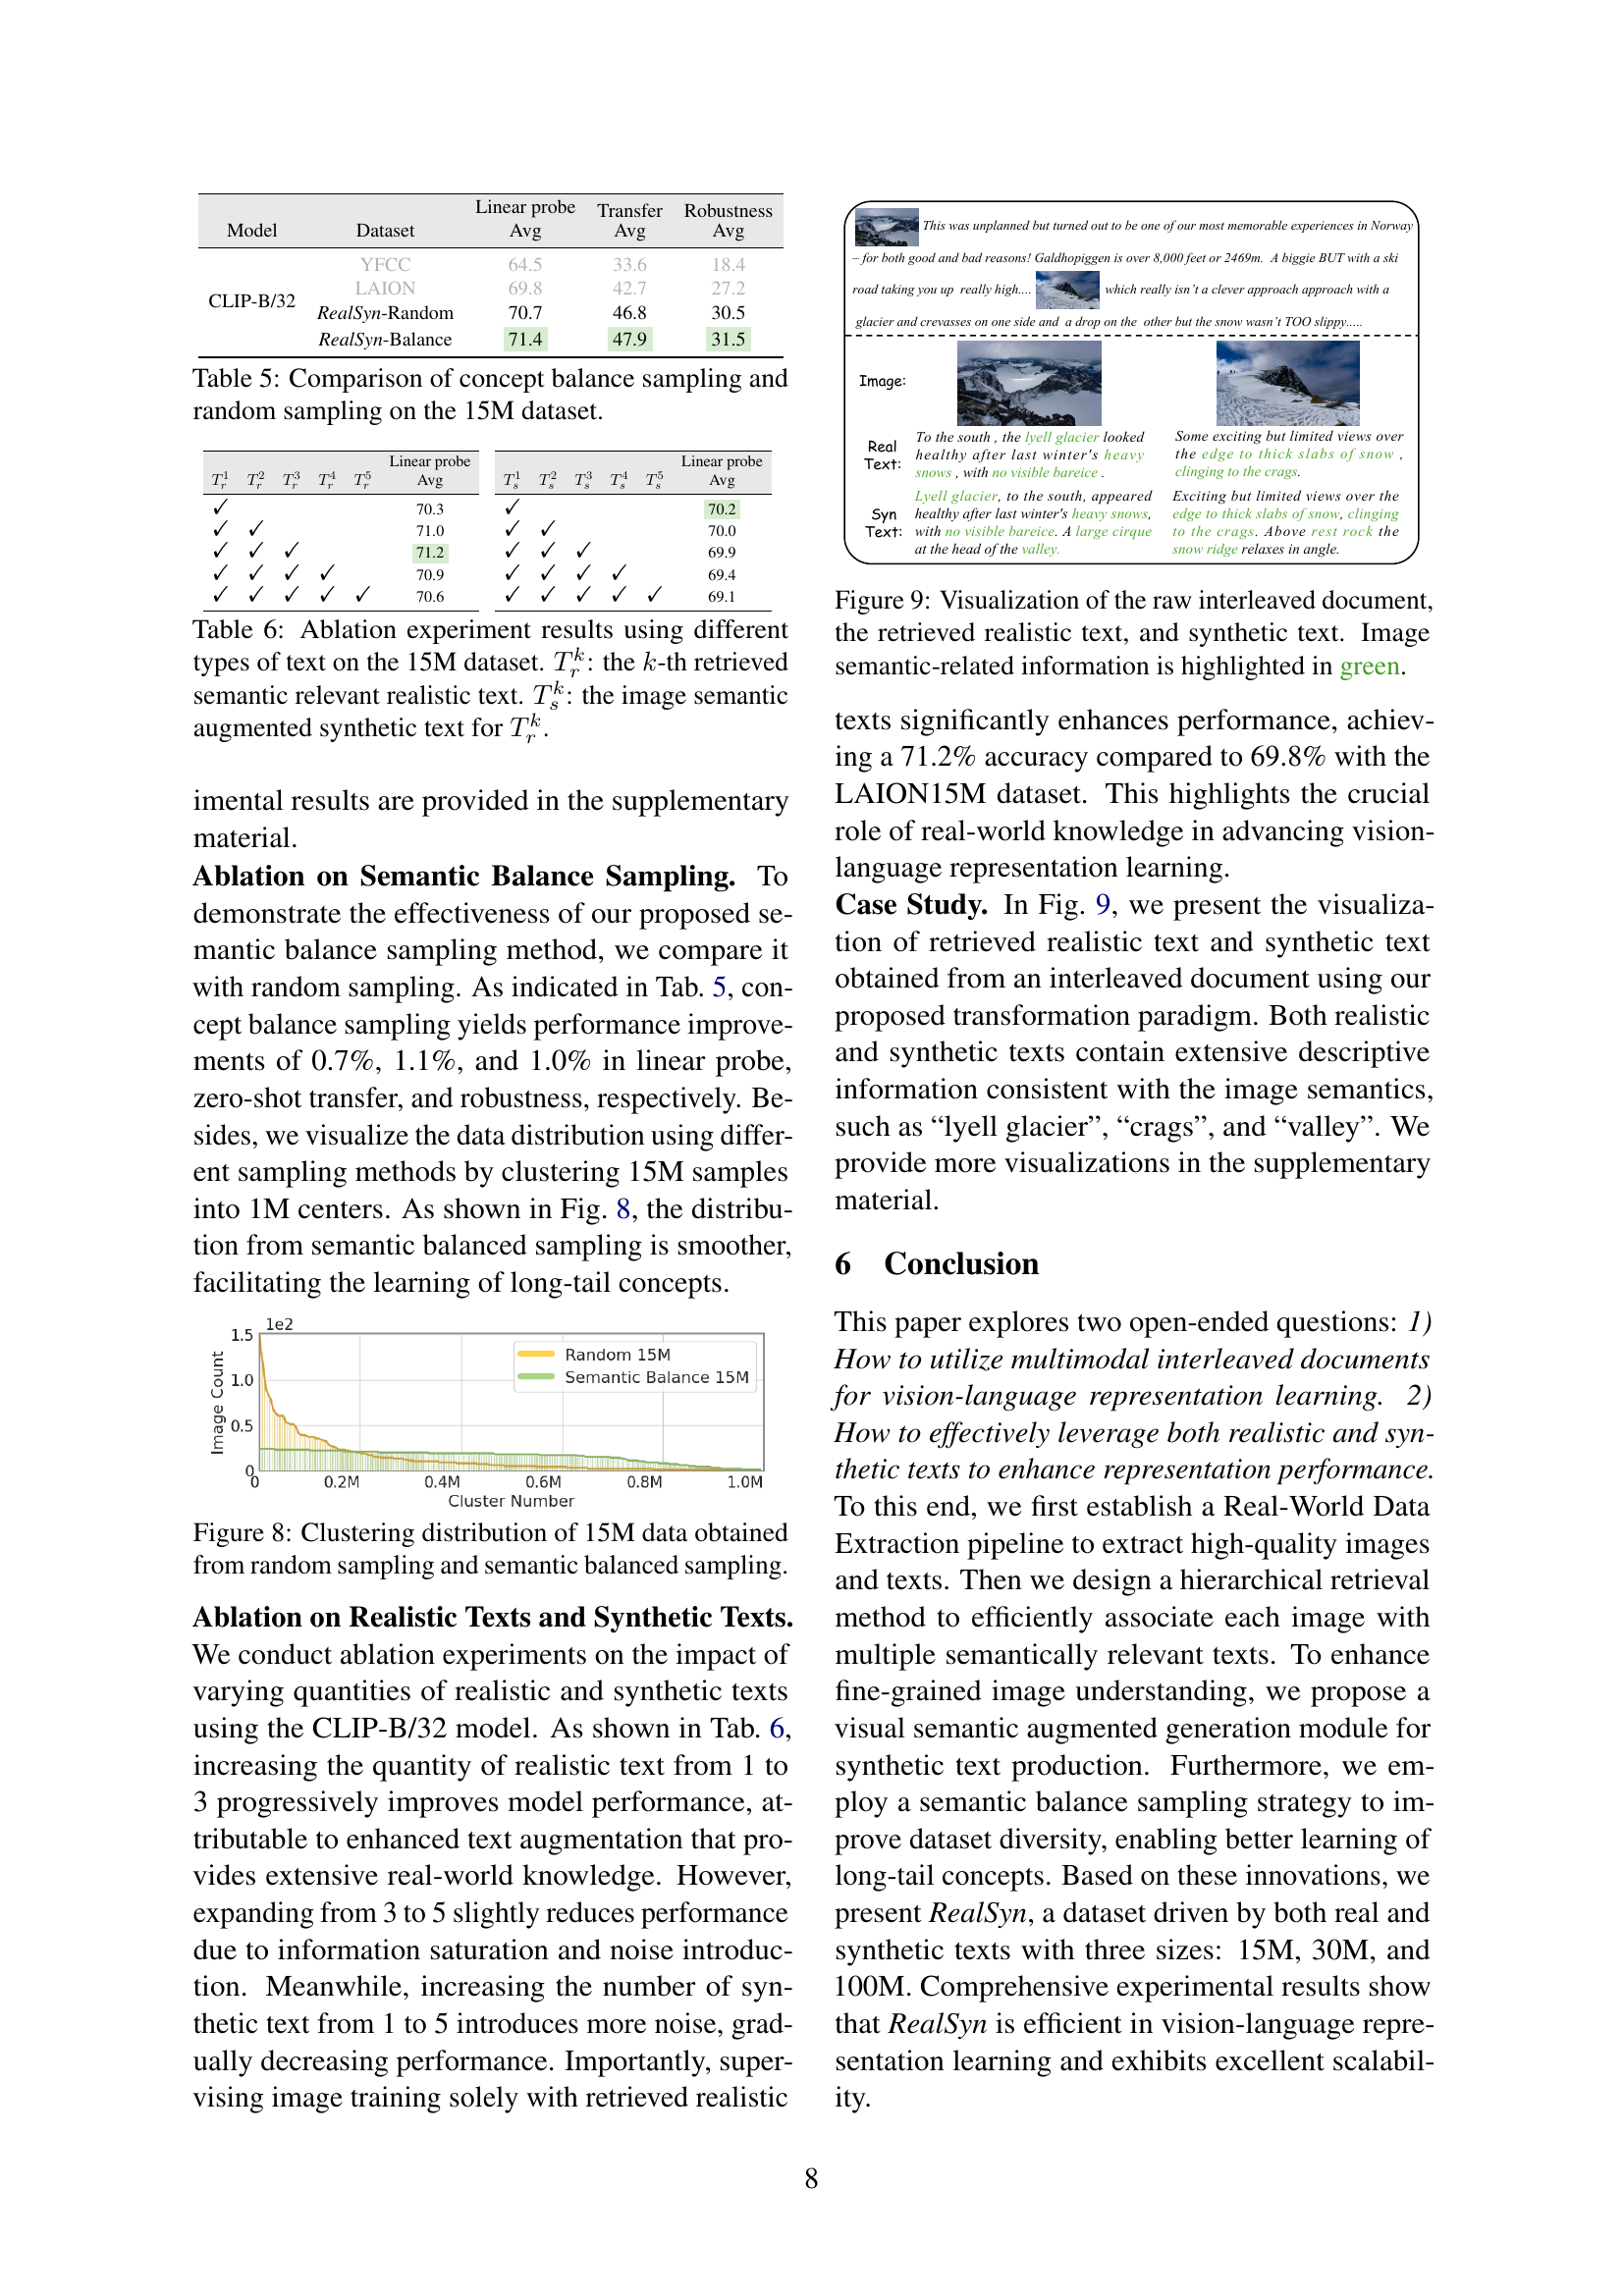 Model Dataset Linear probe Avg Transfer Avg Robustness Avg
CLIP-B/32
YFCC 64.5 33.6 18.4
LAION 69.8 42.7 27.2
RealSyn-Random 70.7 46.8 30.5
RealSyn-Balance 71.4 47.9 31.5
Table 5: Comparison of concept balance sampling and
random sampling on the 15M dataset.
T_r^1 T_r^2 T_r^3 T_r^4 T_r^5 Linear probe Avg
✓ 70.3
✓ ✓ 71.0
✓ ✓ ✓ 71.2
✓ ✓ ✓ ✓ 70.9
✓ ✓ ✓ ✓ ✓ 70.6
T_s^1 T_s^2 T_s^3 T_s^4 T_s^5 Linear probe Avg
✓ 70.2
✓ ✓ 70.0
✓ ✓ ✓ 69.9
✓ ✓ ✓ ✓ 69.4
✓ ✓ ✓ ✓ ✓ 69.1
Table 6: Ablation experiment results using different
types of text on the 15M dataset. T_r^k: the k-th retrieved
semantic relevant realistic text. T_s^k: the image semantic
augmented synthetic text for T_r^k.
imental results are provided in the supplementary
material.
Ablation on Semantic Balance Sampling. To
demonstrate the effectiveness of our proposed se-
mantic balance sampling method, we compare it
with random sampling. As indicated in Tab. 5, con-
cept balance sampling yields performance improve-
ments of 0.7%, 1.1%, and 1.0% in linear probe,
zero-shot transfer, and robustness, respectively. Be-
sides, we visualize the data distribution using differ-
ent sampling methods by clustering 15M samples
into 1M centers. As shown in Fig. 8, the distribu-
tion from semantic balanced sampling is smoother,
facilitating the learning of long-tail concepts.
1e2
1.5
1.0
0.5
0
Image Count
Random 15M
Semantic Balance 15M
0 0.2M 0.4M 0.6M 0.8M 1.0M
Cluster Number
Figure 8: Clustering distribution of 15M data obtained
from random sampling and semantic balanced sampling.
Ablation on Realistic Texts and Synthetic Texts.
We conduct ablation experiments on the impact of
varying quantities of realistic and synthetic texts
using the CLIP-B/32 model. As shown in Tab. 6,
increasing the quantity of realistic text from 1 to
3 progressively improves model performance, at-
tributable to enhanced text augmentation that pro-
vides extensive real-world knowledge. However,
expanding from 3 to 5 slightly reduces performance
due to information saturation and noise introduc-
tion. Meanwhile, increasing the number of syn-
thetic text from 1 to 5 introduces more noise, grad-
ually decreasing performance. Importantly, super-
vising image training solely with retrieved realistic
This was unplanned but turned out to be one of our most memorable experiences in Norway
– for both good and bad reasons! Galdhopiggen is over 8,000 feet or 2469m. A biggie BUT with a ski
road taking you up really high.... which really isn't a clever approach approach with a
glacier and crevasses on one side and a drop on the other but the snow wasn't TOO slippy.....
Image:
Real
Text:
To the south , the lyell glacier looked
healthy after last winter's heavy
snows , with no visible bareice .
Some exciting but limited views over
the edge to thick slabs of snow ,
clinging to the crags.
Syn
Text:
Lyell glacier, to the south, appeared
healthy after last winter's heavy snows,
with no visible bareice. A large cirque
at the head of the valley.
Exciting but limited views over the
edge to thick slabs of snow, clinging
to the crags. Above rest rock the
snow ridge relaxes in angle.
Figure 9: Visualization of the raw interleaved document,
the retrieved realistic text, and synthetic text. Image
semantic-related information is highlighted in green.
texts significantly enhances performance, achiev-
ing a 71.2% accuracy compared to 69.8% with the
LAION15M dataset. This highlights the crucial
role of real-world knowledge in advancing vision-
language representation learning.
Case Study. In Fig. 9, we present the visualiza-
tion of retrieved realistic text and synthetic text
obtained from an interleaved document using our
proposed transformation paradigm. Both realistic
and synthetic texts contain extensive descriptive
information consistent with the image semantics,
such as “lyell glacier”, “crags”, and “valley”. We
provide more visualizations in the supplementary
material.
6 Conclusion
This paper explores two open-ended questions: 1)
How to utilize multimodal interleaved documents
for vision-language representation learning. 2)
How to effectively leverage both realistic and syn-
thetic texts to enhance representation performance.
To this end, we first establish a Real-World Data
Extraction pipeline to extract high-quality images
and texts. Then we design a hierarchical retrieval
method to efficiently associate each image with
multiple semantically relevant texts. To enhance
fine-grained image understanding, we propose a
visual semantic augmented generation module for
synthetic text production. Furthermore, we em-
ploy a semantic balance sampling strategy to im-
prove dataset diversity, enabling better learning of
long-tail concepts. Based on these innovations, we
present RealSyn, a dataset driven by both real and
synthetic texts with three sizes: 15M, 30M, and
100M. Comprehensive experimental results show
that RealSyn is efficient in vision-language repre-
sentation learning and exhibits excellent scalabil-
ity.
8